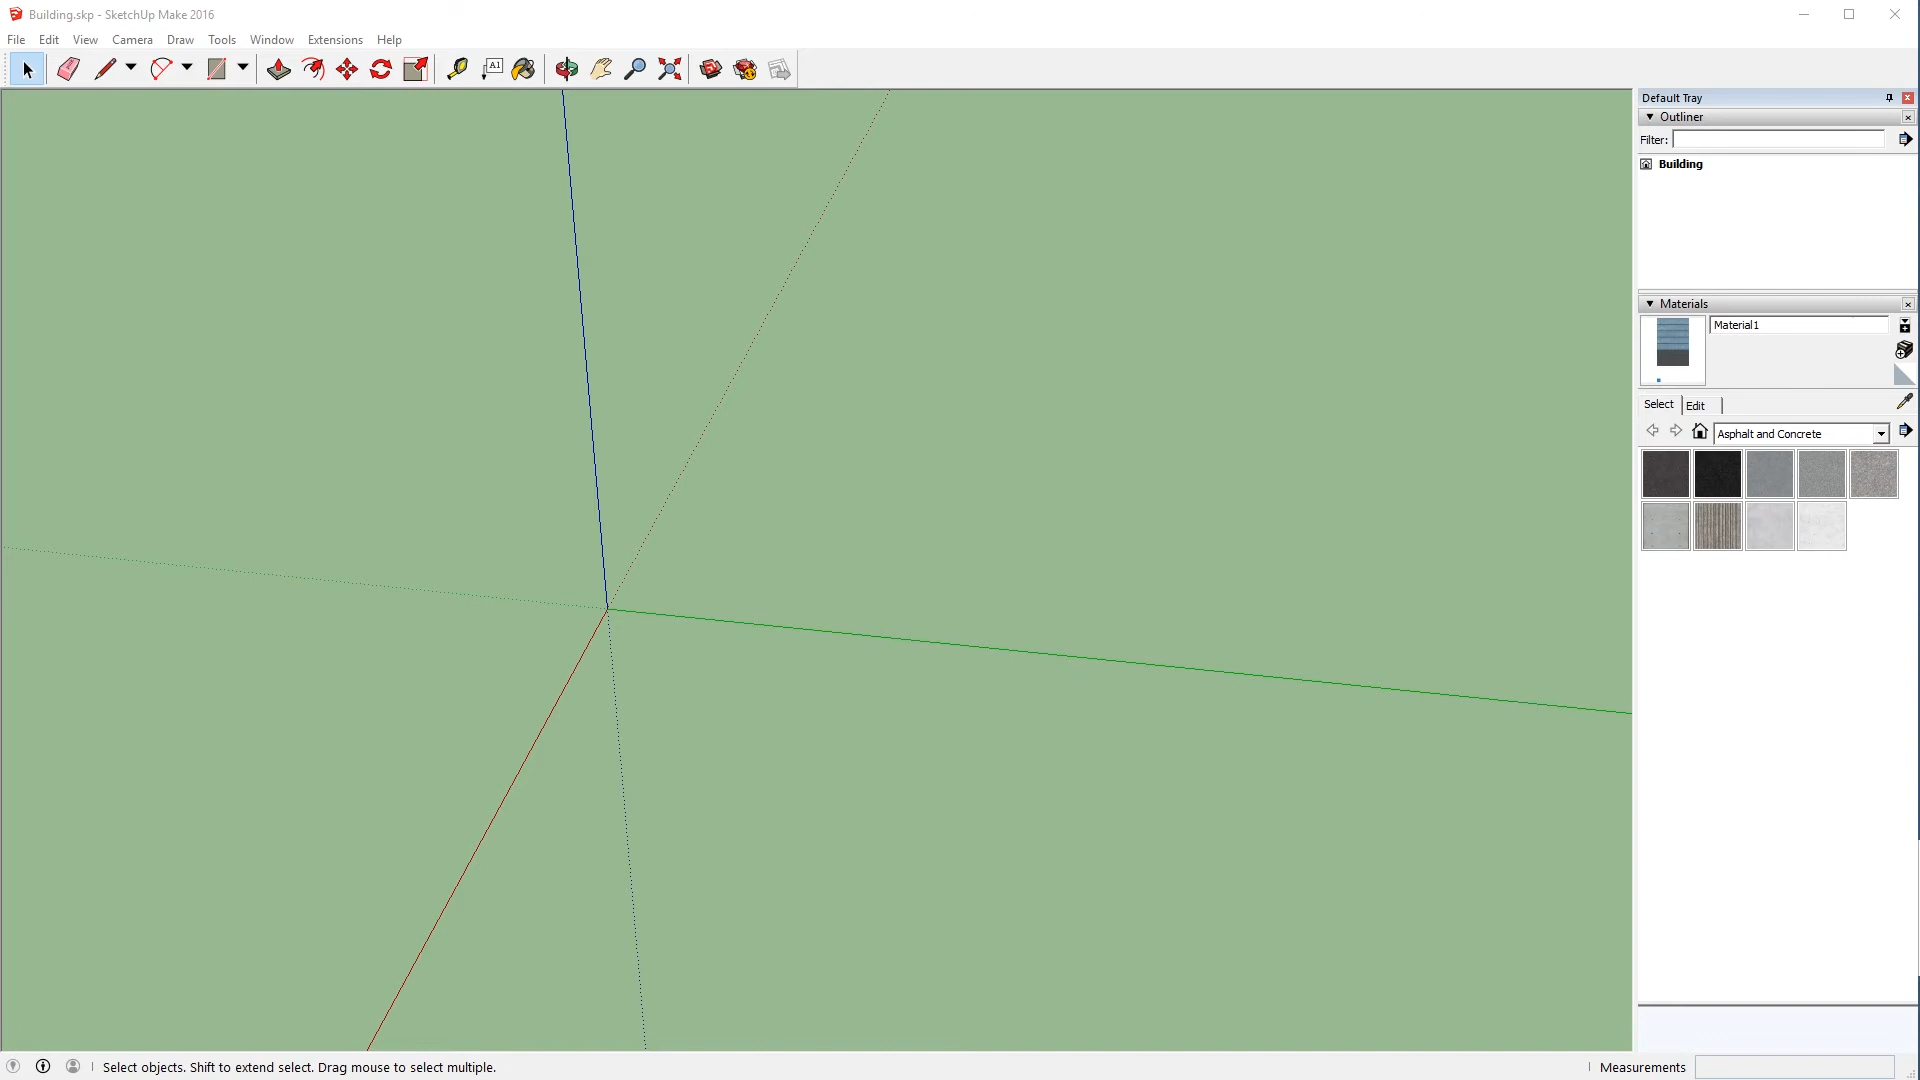 Building.skp - SketchUp Make 2016
File Edit View Camera Draw Tools Window Extensions Help
A1
Default Tray
Outliner
Filter:
Building
Materials
Material1
Select Edit
Asphalt and Concrete
Select objects. Shift to extend select. Drag mouse to select multiple.
Measurements